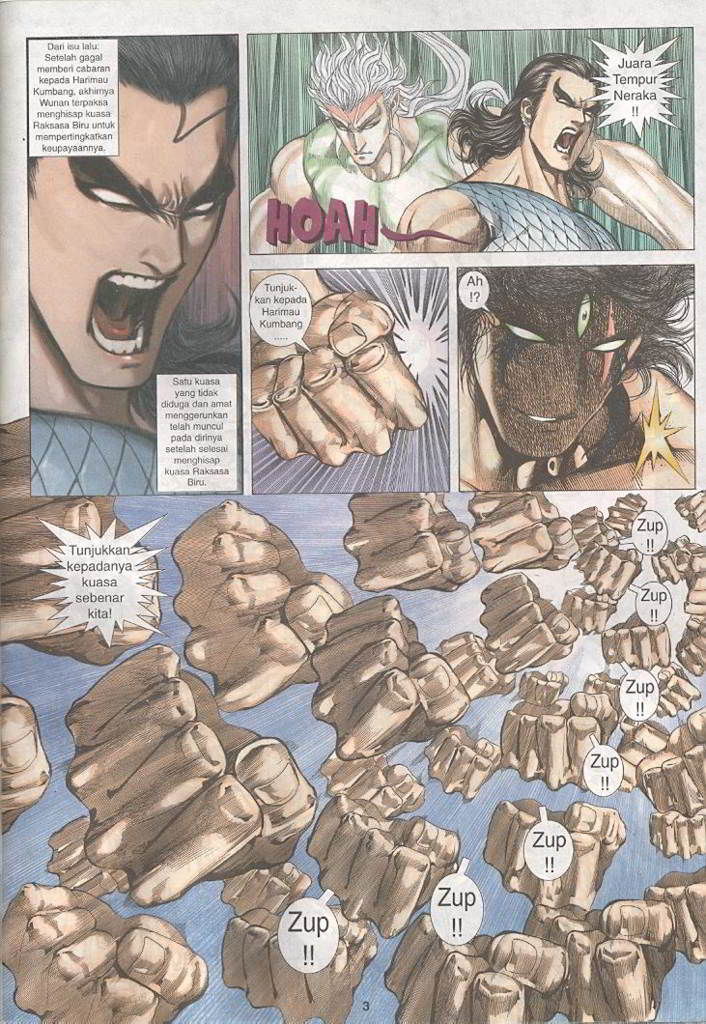 Dari isu lalu:
Setelah gagal
memberi cabaran
kepada Harimau
Kumbang, akhirnya
Wunan terpaksa
menghisap kuasa
Raksasa Biru untuk
mempertingkatkan
keupayaannya.
Juara
Tempur
Neraka
!!
HOAH
Satu kuasa
yang tidak
diduga dan amat
menggerunkan
telah muncul
pada dirinya
setelah selesai
menghisap
kuasa Raksasa
Biru.
Tunjuk-
kan kepada
Harimau
Kumbang
.....
Ah
!?
Tunjukkan
kepadanya
kuasa
sebenar
kita!
Zup
!!
Zup
!!
Zup
!!
Zup
!!
Zup
!!
Zup
!!
Zup
!!
3